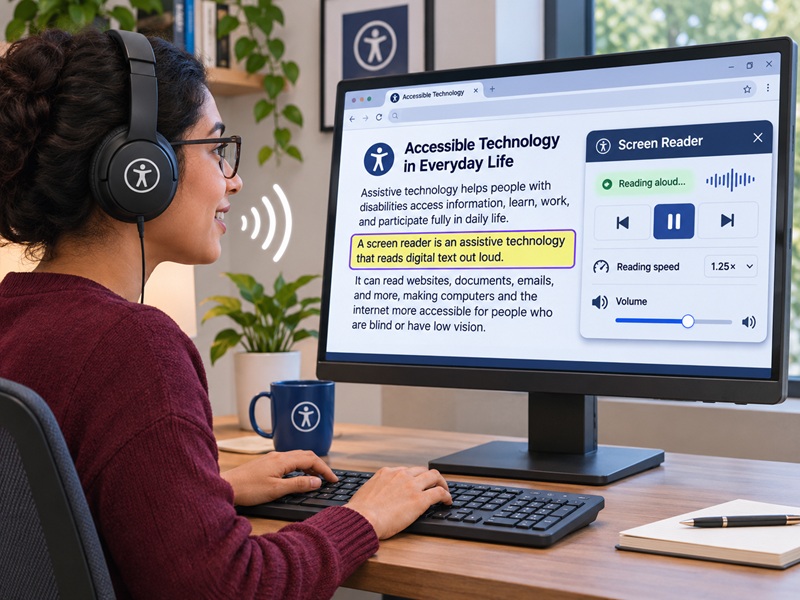 Accessible Technology
Accessible Technology
in Everyday Life
Assistive technology helps people with
disabilities access information, learn, work,
and participate fully in daily life.
A screen reader is an assistive technology
that reads digital text out loud.
It can read websites, documents, emails,
and more, making computers and the
internet more accessible for people who
are blind or have low vision.
Screen Reader
Reading aloud...
Reading speed
1.25×
Volume